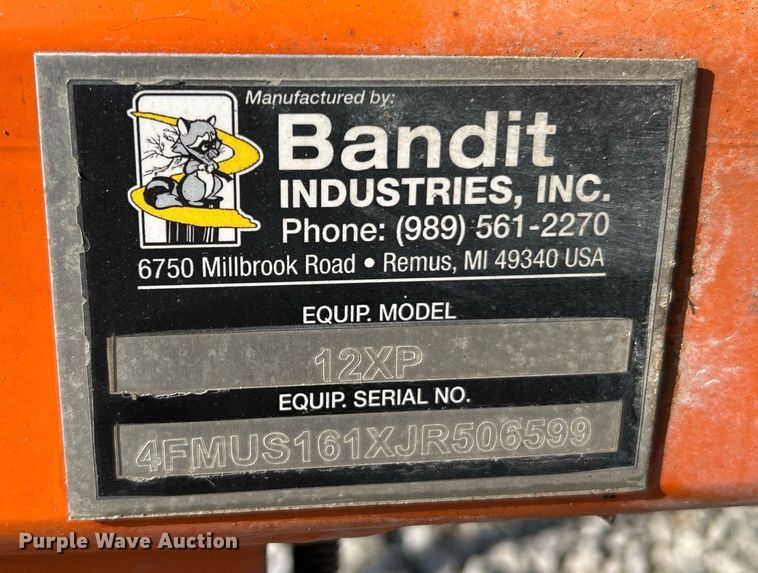 Manufactured by:
Bandit
INDUSTRIES, INC.
Phone: (989) 561-2270
6750 Millbrook Road • Remus, MI 49340 USA
EQUIP. MODEL
12XP
EQUIP. SERIAL NO.
4FMUS161XJR506599
Purple Wave Auction